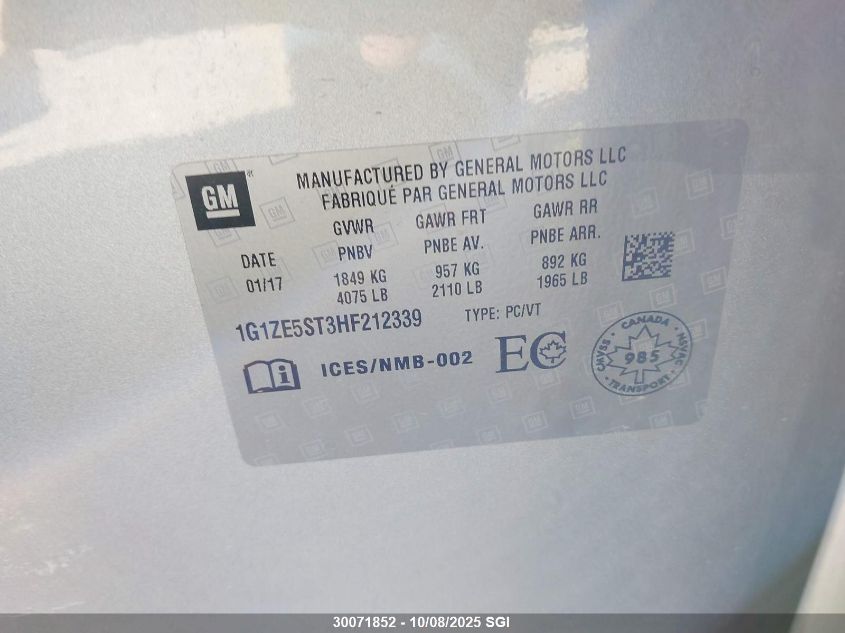 GM
MANUFACTURED BY GENERAL MOTORS LLC
FABRIQUÉ PAR GENERAL MOTORS LLC
DATE
01/17
GVWR
PNBV
1849 KG
4075 LB
GAWR FRT
PNBE AV.
957 KG
2110 LB
GAWR RR
PNBE ARR.
892 KG
1965 LB
1G1ZE5ST3HF212339
TYPE: PC/VT
ICES/NMB-002
EC
CANADA
CMVSS
NSVAC
985
TRANSPORT
30071852 - 10/08/2025 SGI